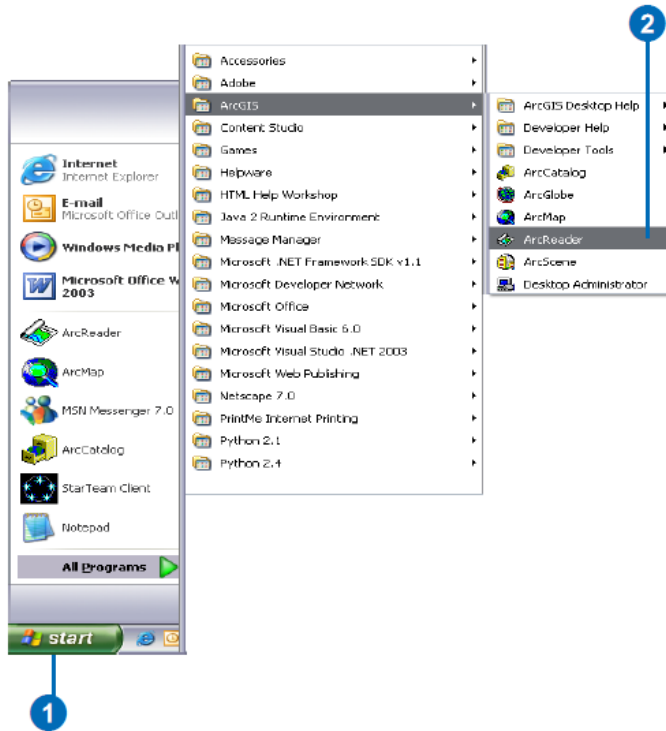 2
Accessories
Adobe
ArcGIS
Content Studio
Games
Helpware
HTML Help Workshop
Java 2 Runtime Environment
Message Manager
Microsoft .NET Framework SDK v1.1
Microsoft Developer Network
Microsoft Office
Microsoft Visual Basic 6.0
Microsoft Visual Studio .NET 2003
Microsoft Web Publishing
Netscape 7.0
PrintMe Internet Printing
Python 2.1
Python 2.4
ArcGIS Desktop Help
Developer Help
Developer Tools
ArcCatalog
ArcGlobe
ArcMap
ArcReader
ArcScene
Desktop Administrator
Internet
Internet Explorer
E-mail
Microsoft Office Outl
Windows Media Pl
Microsoft Office W
2003
ArcReader
ArcMap
MSN Messenger 7.0
ArcCatalog
StarTeam Client
Notepad
All Programs
start
1